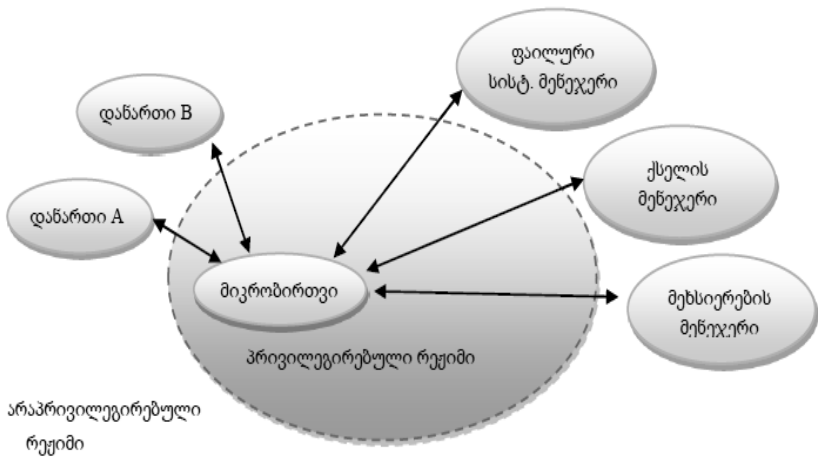 ფაილური
სისტ. მენეჯერი
დანართი B
ქსელის
მენეჯერი
დანართი A
მიკრობირთვი
მეხსიერების
მენეჯერი
პრივილეგირებული რეჟიმი
არაპრივილეგირებული
რეჟიმი